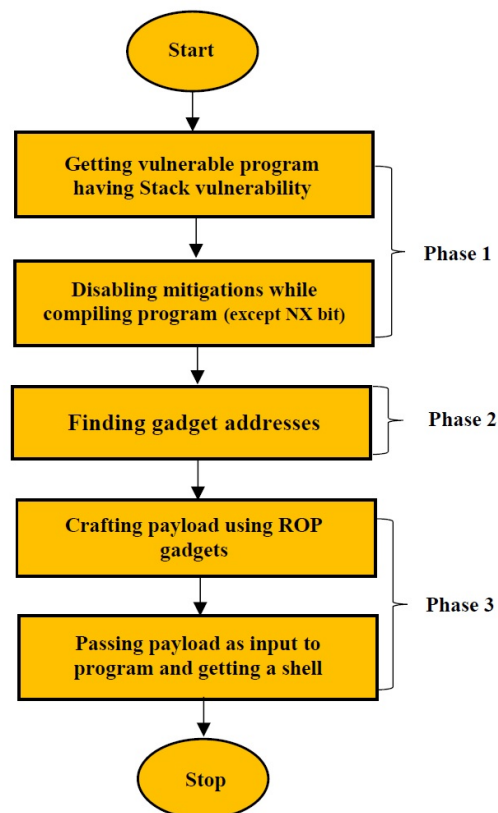 Start
Getting vulnerable program
having Stack vulnerability
Phase 1
Disabling mitigations while
compiling program (except NX bit)
Finding gadget addresses
Phase 2
Crafting payload using ROP
gadgets
Phase 3
Passing payload as input to
program and getting a shell
Stop